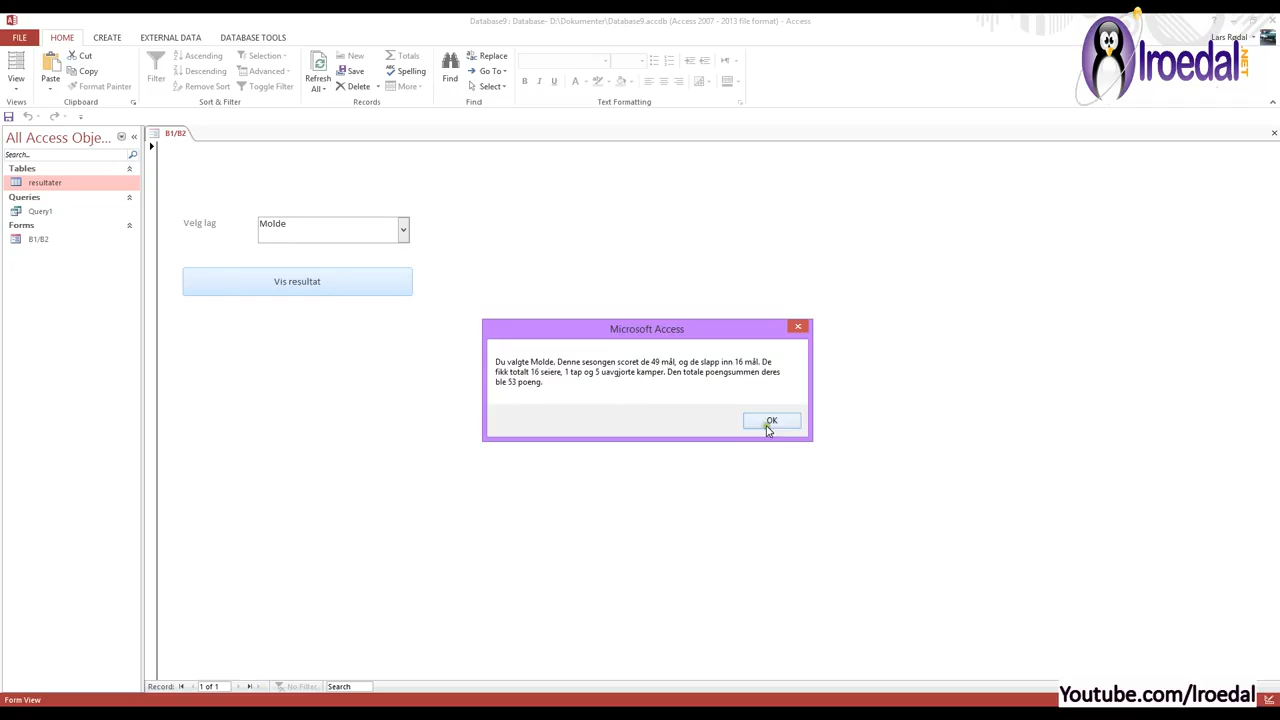 Database9 : Database- D:\Dokumenter\Database9.accdb (Access 2007 - 2013 file format) - Access
FILE
HOME
CREATE
EXTERNAL DATA
DATABASE TOOLS
Lars Rødal
lroedal
.NET
View
Views
Paste
Cut
Copy
Format Painter
Clipboard
Filter
Ascending
Descending
Remove Sort
Selection
Advanced
Toggle Filter
Sort & Filter
Refresh
All
New
Save
Delete
Totals
Spelling
More
Records
Find
Replace
Go To
Select
Find
B I U
A
Text Formatting
All Access Obje...
Search...
Tables
resultater
Queries
Query1
Forms
B1/B2
B1/B2
Velg lag
Molde
Vis resultat
Microsoft Access
Du valgte Molde. Denne sesongen scoret de 49 mål, og de slapp inn 16 mål. De
fikk totalt 16 seiere, 1 tap og 5 uavgjorte kamper. Den totale poengsummen deres
ble 53 poeng.
OK
Record:
1 of 1
No Filter
Search
Form View
Youtube.com/lroedal